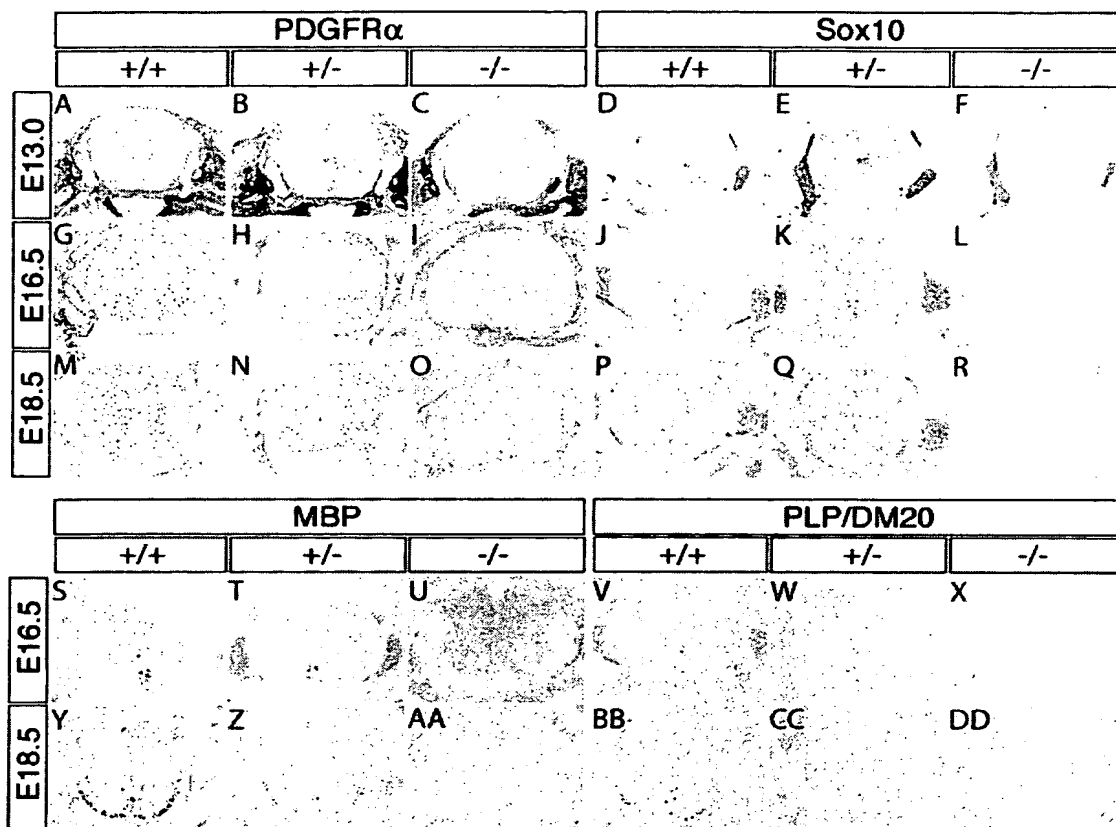 PDGFRα Sox10
+/+ +/- -/- +/+ +/- -/-
E13.0 A B C D E F
E16.5 G H I J K L
E18.5 M N O P Q R
MBP PLP/DM20
+/+ +/- -/- +/+ +/- -/-
E16.5 S T U V W X
E18.5 Y Z AA BB CC DD